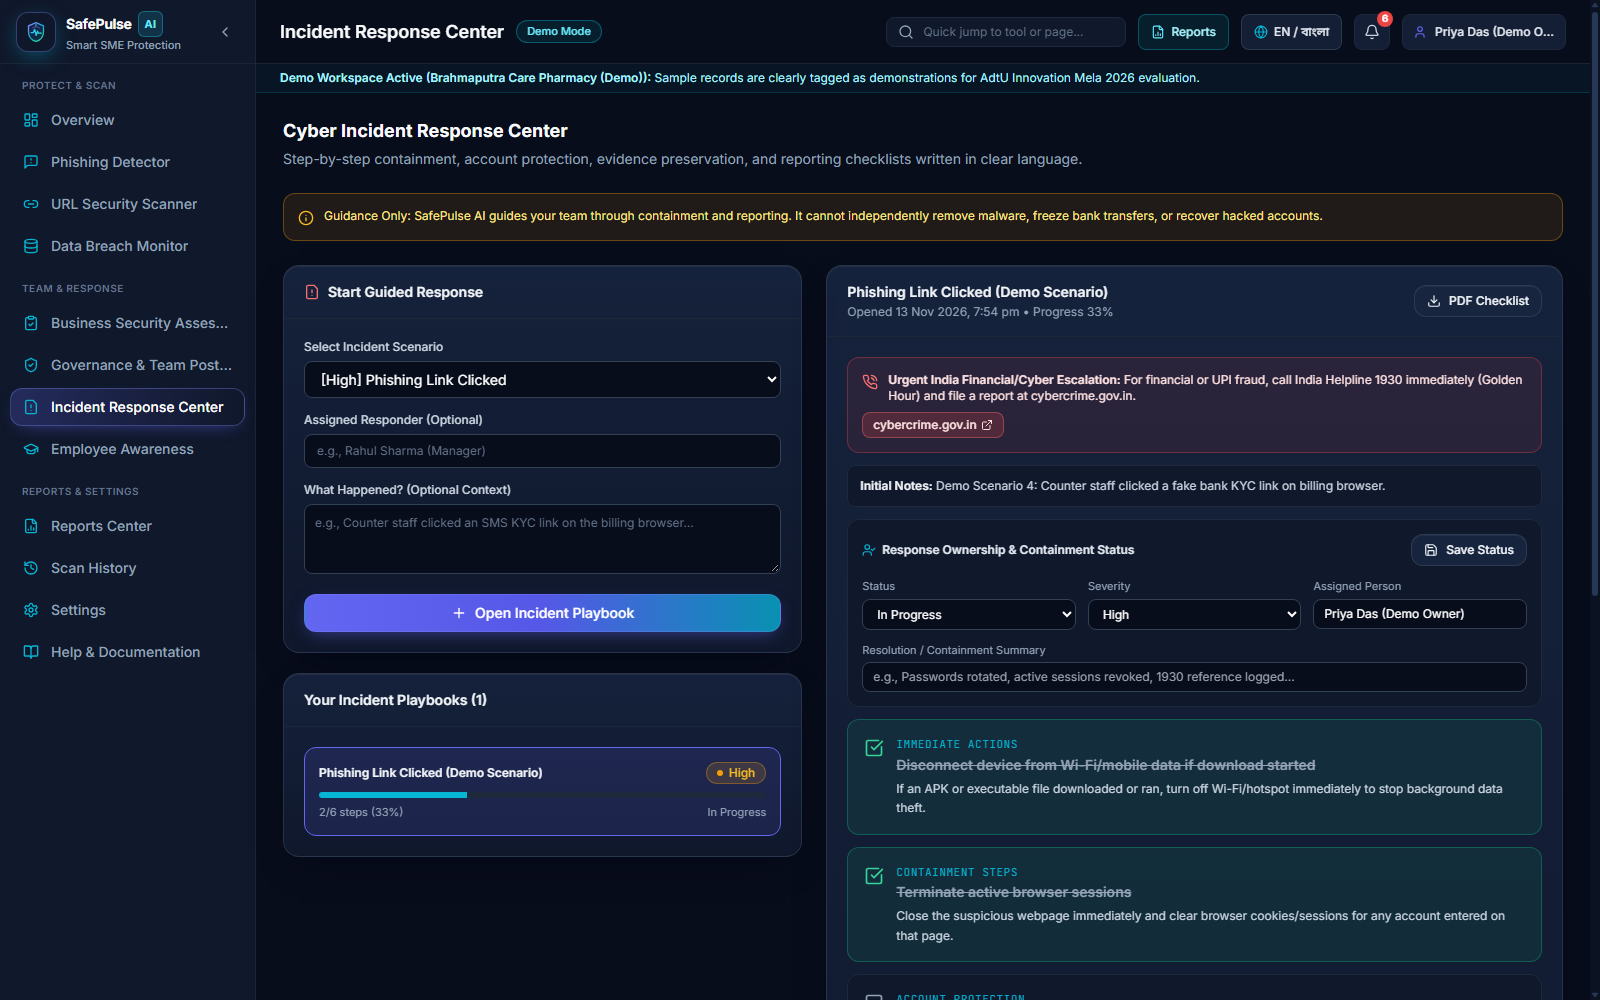 SafePulse AI
Smart SME Protection
PROTECT & SCAN
Overview
Phishing Detector
URL Security Scanner
Data Breach Monitor
TEAM & RESPONSE
Business Security Asses...
Governance & Team Post...
Incident Response Center
Employee Awareness
REPORTS & SETTINGS
Reports Center
Scan History
Settings
Help & Documentation
Incident Response Center
Demo Mode
Quick jump to tool or page...
Reports
EN / বাংলা
6
Priya Das (Demo O...
Demo Workspace Active (Brahmaputra Care Pharmacy (Demo)): Sample records are clearly tagged as demonstrations for AdtU Innovation Mela 2026 evaluation.
Cyber Incident Response Center
Step-by-step containment, account protection, evidence preservation, and reporting checklists written in clear language.
Guidance Only: SafePulse AI guides your team through containment and reporting. It cannot independently remove malware, freeze bank transfers, or recover hacked accounts.
Start Guided Response
Select Incident Scenario
[High] Phishing Link Clicked
Assigned Responder (Optional)
e.g., Rahul Sharma (Manager)
What Happened? (Optional Context)
e.g., Counter staff clicked an SMS KYC link on the billing browser...
+ Open Incident Playbook
Your Incident Playbooks (1)
Phishing Link Clicked (Demo Scenario)
High
2/6 steps (33%)
In Progress
Phishing Link Clicked (Demo Scenario)
Opened 13 Nov 2026, 7:54 pm • Progress 33%
PDF Checklist
Urgent India Financial/Cyber Escalation: For financial or UPI fraud, call India Helpline 1930 immediately (Golden
Hour) and file a report at cybercrime.gov.in.
cybercrime.gov.in
Initial Notes: Demo Scenario 4: Counter staff clicked a fake bank KYC link on billing browser.
Response Ownership & Containment Status
Save Status
Status
Severity
Assigned Person
In Progress
High
Priya Das (Demo Owner)
Resolution / Containment Summary
e.g., Passwords rotated, active sessions revoked, 1930 reference logged...
IMMEDIATE ACTIONS
Disconnect device from Wi-Fi/mobile data if download started
If an APK or executable file downloaded or ran, turn off Wi-Fi/hotspot immediately to stop background data
theft.
CONTAINMENT STEPS
Terminate active browser sessions
Close the suspicious webpage immediately and clear browser cookies/sessions for any account entered on
that page.
ACCOUNT PROTECTION